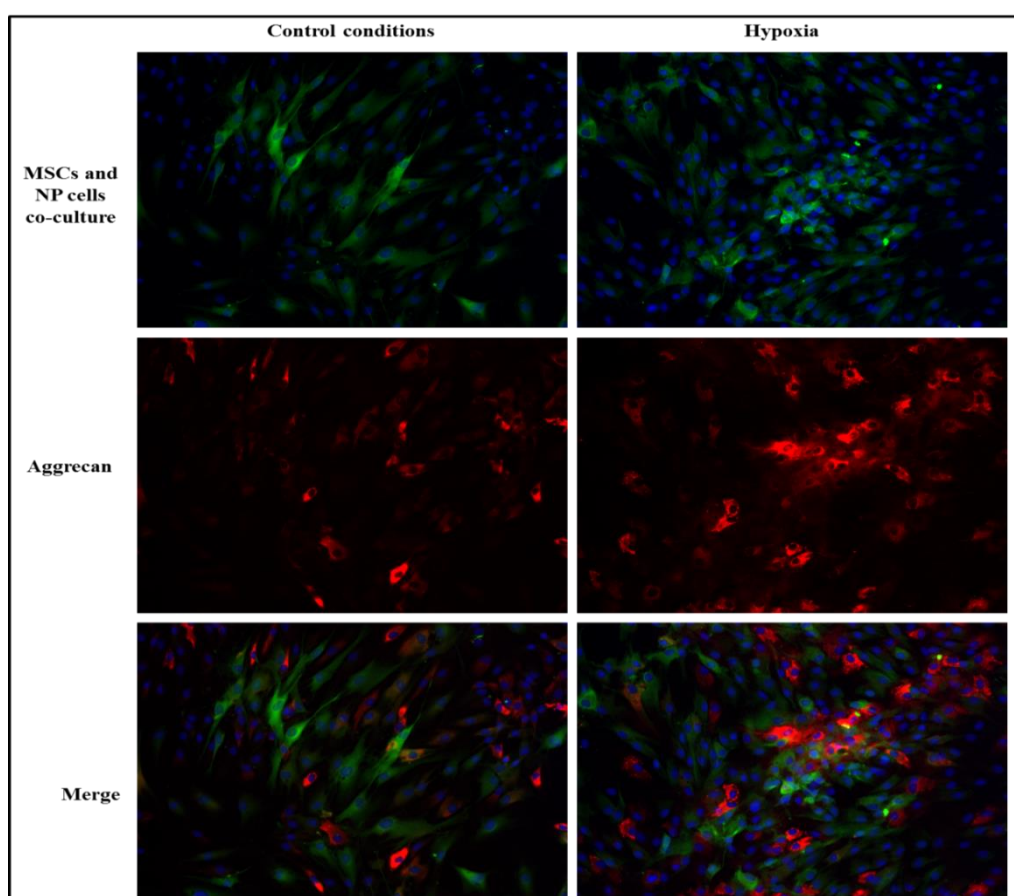 Control conditions
Hypoxia
MSCs and
NP cells
co-culture
Aggrecan
Merge